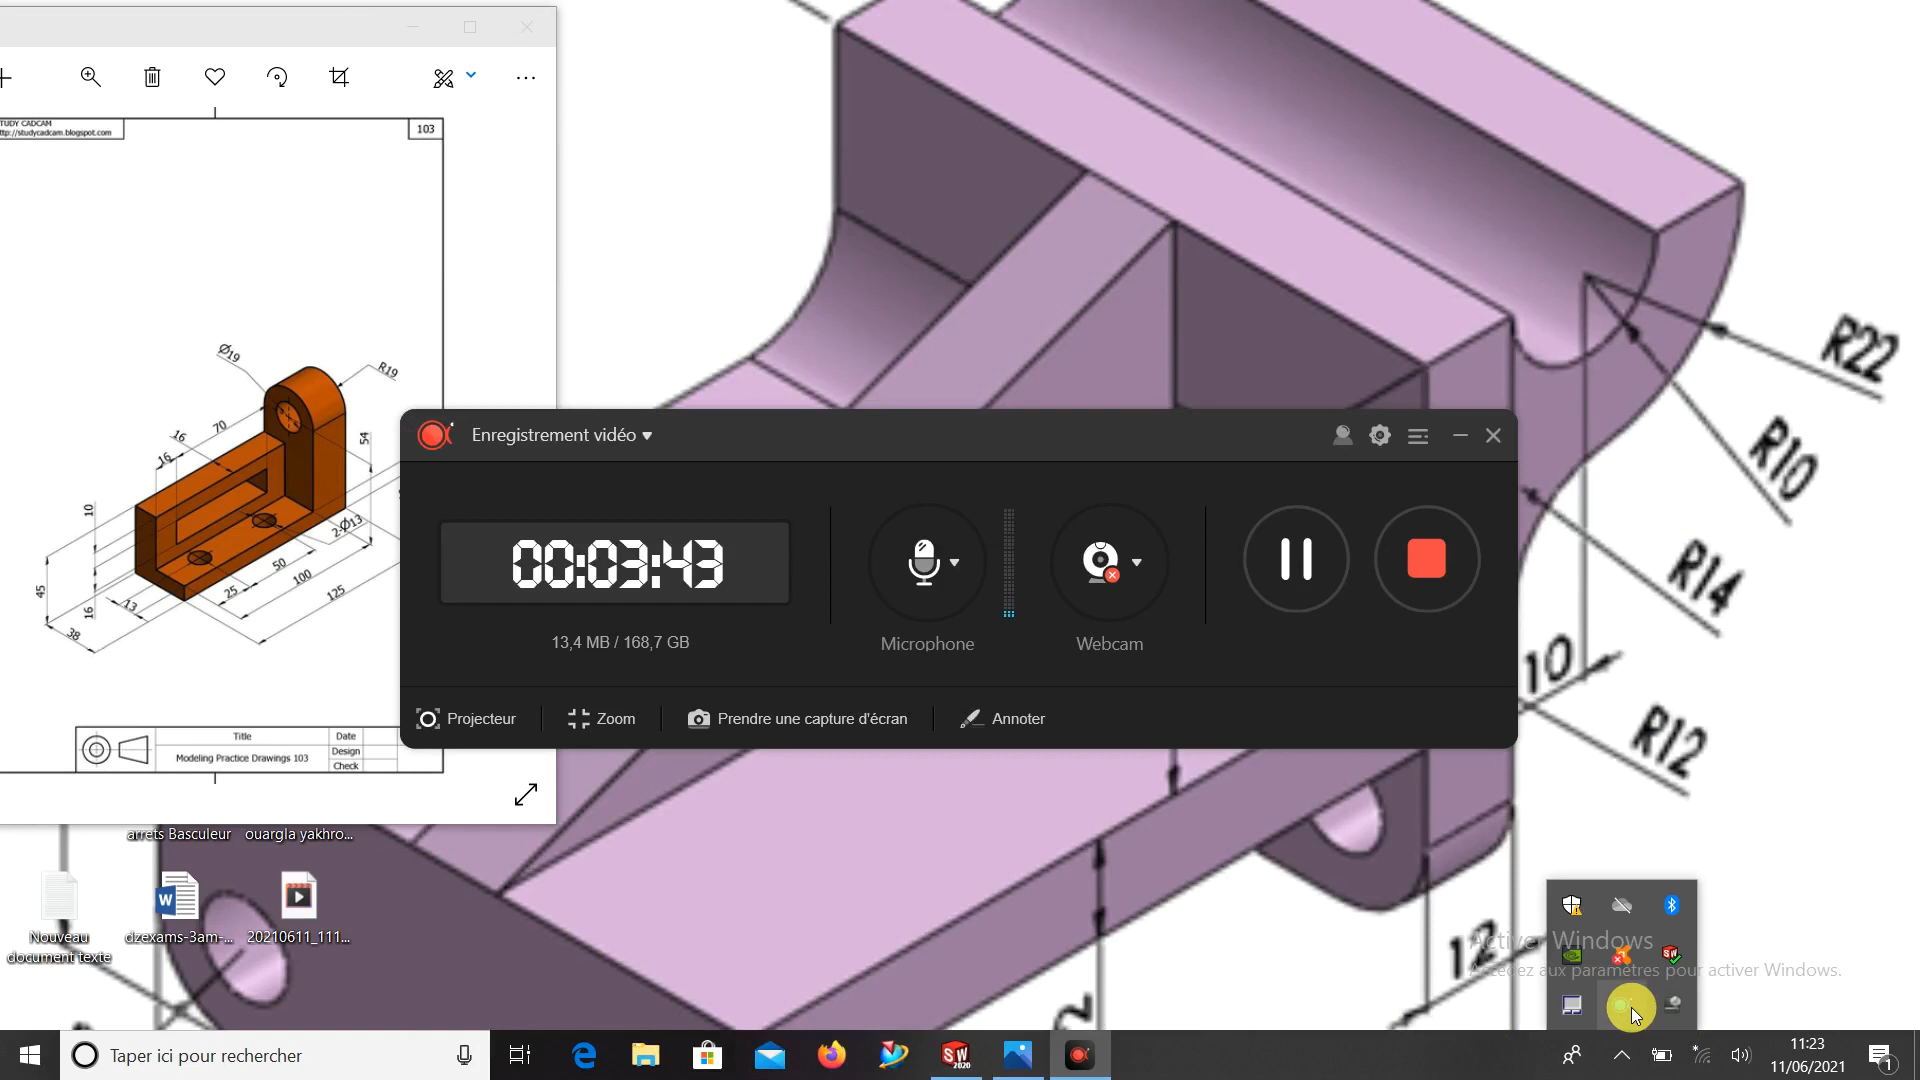 TUDY CADCAM
ttp://studycadcam.blogspot.com
103
Ø19
R19
70
16
16
54
10
2-Ø13
50
100
25
125
45
16
13
38
Title
Date
Modeling Practice Drawings 103
Design
Check
R22
R10
R14
10
R12
12
Enregistrement vidéo
00:03:43
13,4 MB / 168,7 GB
Microphone
Webcam
Projecteur
Zoom
Prendre une capture d'écran
Annoter
arrets Basculeur
ouargla yakhro...
Nouveau
document texte
dzexams-3am-...
20210611_111...
Activer Windows
Accédez aux paramètres pour activer Windows.
Taper ici pour rechercher
SW
2020
11:23
11/06/2021
1